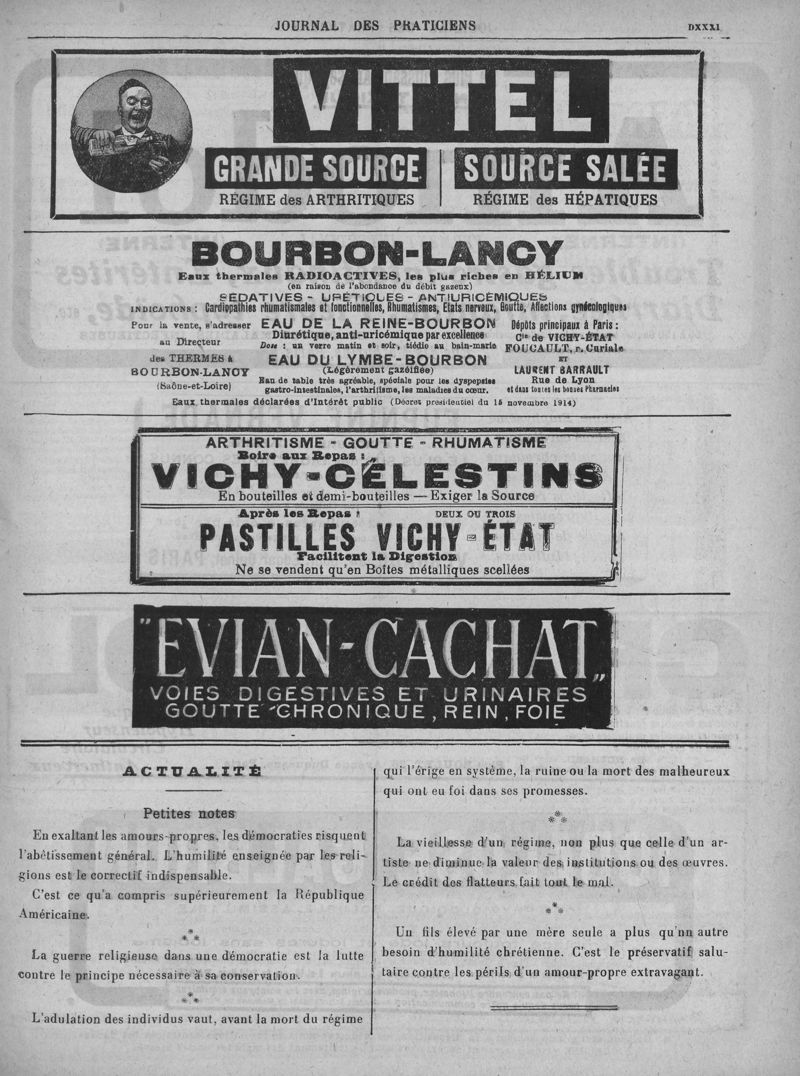 JOURNAL DES PRATICIENS
DXXXI
VITTEL
GRANDE SOURCE
RÉGIME des ARTHRITIQUES
SOURCE SALÉE
RÉGIME des HÉPATIQUES
BOURBON-LANCY
Eaux thermales RADIOACTIVES, les plus riches en HÉLIUM
(en raison de l'abondance du débit gazeux)
SÉDATIVES - URÉTIQUES - ANTIURICÉMIQUES
INDICATIONS : Cardiopathies rhumatismales et fonctionnelles, Rhumatismes, Etats nerveux, Goutte, Affections gynécologiques
Pour la vente, s'adresser
au Directeur
des THERMES à
BOURBON-LANCY
(Saône-et-Loire)
EAU DE LA REINE-BOURBON
Diurétique, anti-uricémique par excellence
Dose : un verre matin et soir, tiédie au bain-marie
EAU DU LYMBE-BOURBON
(Légèrement gazéifiée)
Eau de table très agréable, spéciale pour les dyspepsies
gastro-intestinales, l'arthritisme, les maladies du cœur.
Dépôts principaux à Paris :
Cie de VICHY-ÉTAT
FOUCAULT, r. Curiale
ET
LAURENT BARRAULT
Rue de Lyon
et dans toutes les bonnes Pharmacies
Eaux thermales déclarées d'Intérêt public (Décret présidentiel du 15 novembre 1914)
ARTHRITISME - GOUTTE - RHUMATISME
Boire aux Repas :
VICHY-CÉLESTINS
En bouteilles et demi-bouteilles — Exiger la Source
Après les Repas :
DEUX OU TROIS
PASTILLES VICHY-ÉTAT
Facilitent la Digestion
Ne se vendent qu'en Boîtes métalliques scellées
"EVIAN-CACHAT„
VOIES DIGESTIVES ET URINAIRES
GOUTTE CHRONIQUE, REIN, FOIE
ACTUALITÉ
Petites notes
En exaltant les amours-propres, les démocraties risquent
l'abêtissement général. L'humilité enseignée par les reli-
gions est le correctif indispensable.
C'est ce qu'a compris supérieurement la République
Américaine.
* * *
La guerre religieuse dans une démocratie est la lutte
contre le principe nécessaire à sa conservation.
* * *
L'adulation des individus vaut, avant la mort du régime
qui l'érige en système, la ruine ou la mort des malheureux
qui ont eu foi dans ses promesses.
* * *
La vieillesse d'un régime, non plus que celle d'un ar-
tiste ne diminue la valeur des institutions ou des œuvres.
Le crédit des flatteurs fait tout le mal.
* * *
Un fils élevé par une mère seule a plus qu'un autre
besoin d'humilité chrétienne. C'est le préservatif salu-
taire contre les périls d'un amour-propre extravagant.